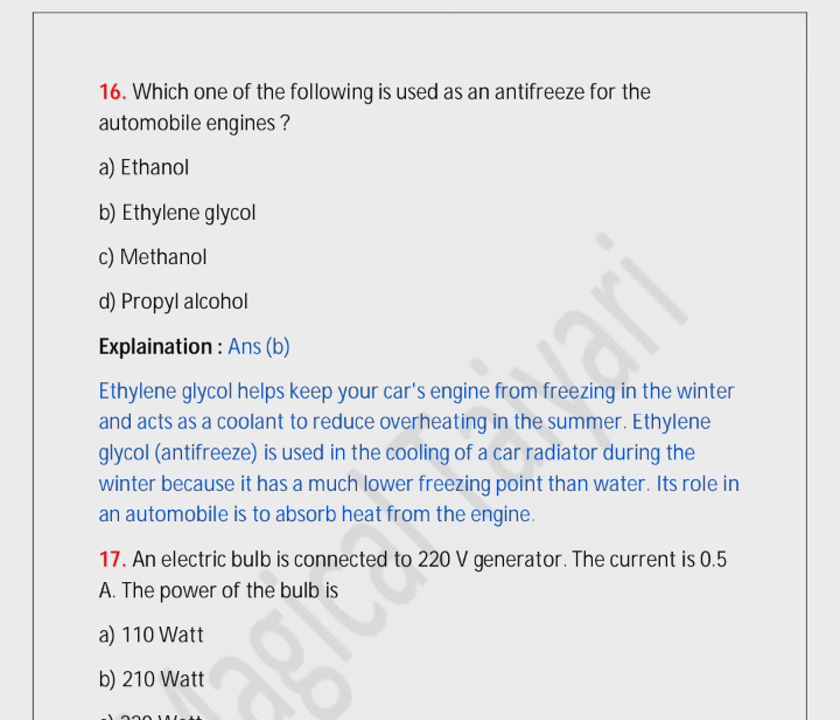 16. Which one of the following is used as an antifreeze for the
automobile engines ?
a) Ethanol
b) Ethylene glycol
c) Methanol
d) Propyl alcohol
Explaination : Ans (b)
Ethylene glycol helps keep your car's engine from freezing in the winter
and acts as a coolant to reduce overheating in the summer. Ethylene
glycol (antifreeze) is used in the cooling of a car radiator during the
winter because it has a much lower freezing point than water. Its role in
an automobile is to absorb heat from the engine.
17. An electric bulb is connected to 220 V generator. The current is 0.5
A. The power of the bulb is
a) 110 Watt
b) 210 Watt
Magical Taiyari